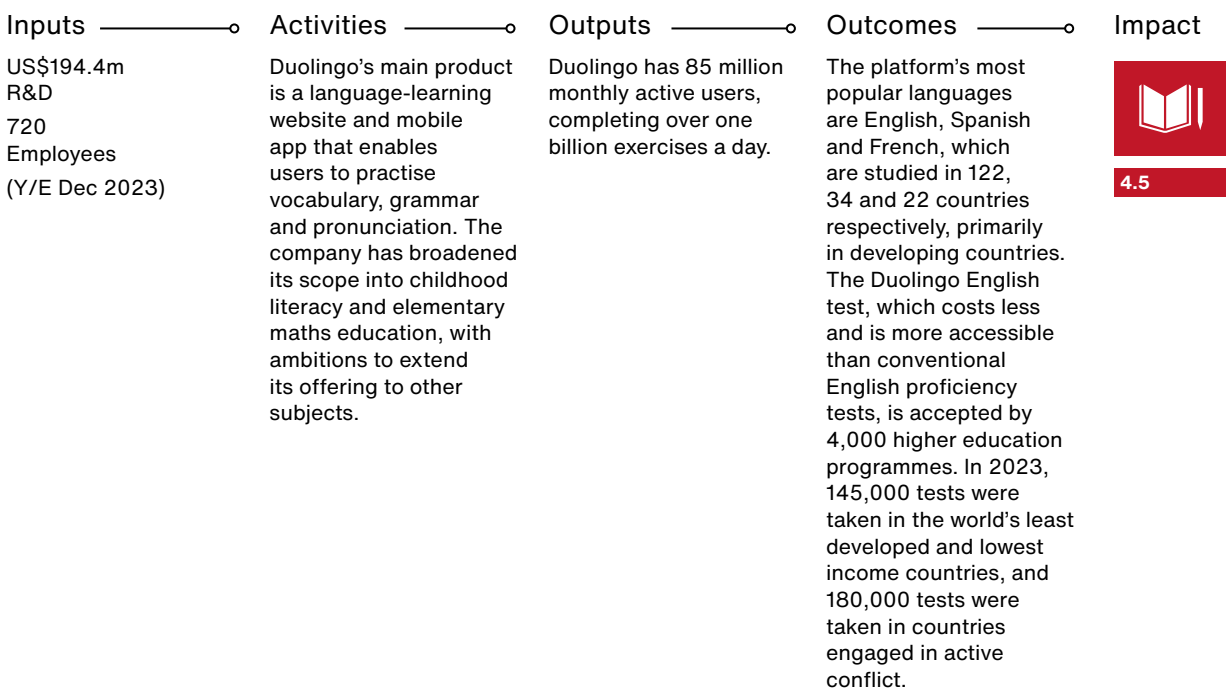 Inputs
US$194.4m
R&D
720
Employees
(Y/E Dec 2023)
Activities
Duolingo's main product
is a language-learning
website and mobile
app that enables
users to practise
vocabulary, grammar
and pronunciation. The
company has broadened
its scope into childhood
literacy and elementary
maths education, with
ambitions to extend
its offering to other
subjects.
Outputs
Duolingo has 85 million
monthly active users,
completing over one
billion exercises a day.
Outcomes
The platform's most
popular languages
are English, Spanish
and French, which
are studied in 122,
34 and 22 countries
respectively, primarily
in developing countries.
The Duolingo English
test, which costs less
and is more accessible
than conventional
English proficiency
tests, is accepted by
4,000 higher education
programmes. In 2023,
145,000 tests were
taken in the world's least
developed and lowest
income countries, and
180,000 tests were
taken in countries
engaged in active
conflict.
Impact
4.5